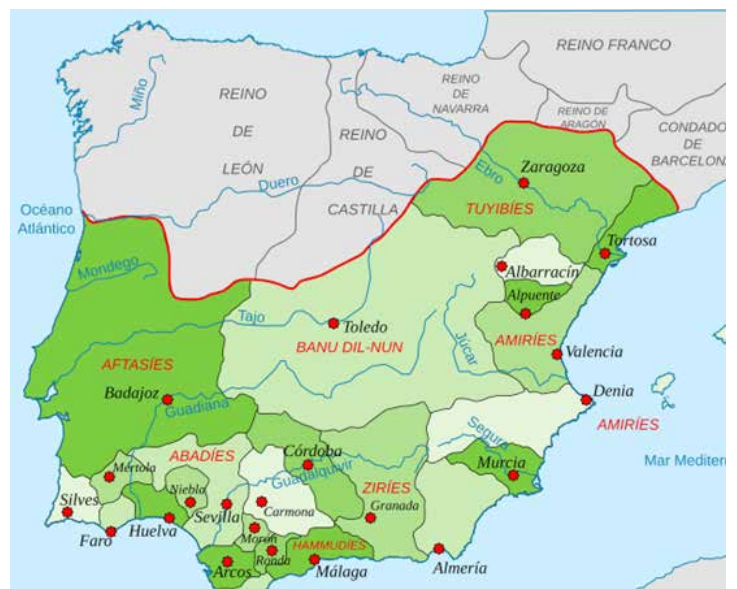 REINO FRANCO
REINO
DE
NAVARRA
REINO DE
ARAGÓN
CONDADO
DE
BARCELONA
REINO
DE
LEÓN
REINO
DE
CASTILLA
Miño
Duero
Ebro
Océano
Atlántico
Zaragoza
TUYIBÍES
Tortosa
Mondego
Albarracín
Alpuente
Tajo
Toledo
BANU DIL-NUN
Júcar
AMIRÍES
Valencia
AFTASÍES
Badajoz
Guadiana
Denia
AMIRÍES
Mar Mediter
Segura
Murcia
ABADÍES
Córdoba
Guadalquivir
Mértola
Niebla
Silves
Faro
Huelva
Sevilla
Carmona
ZIRÍES
Granada
Morón
Ronda
HAMMUDÍES
Arcos
Málaga
Almería